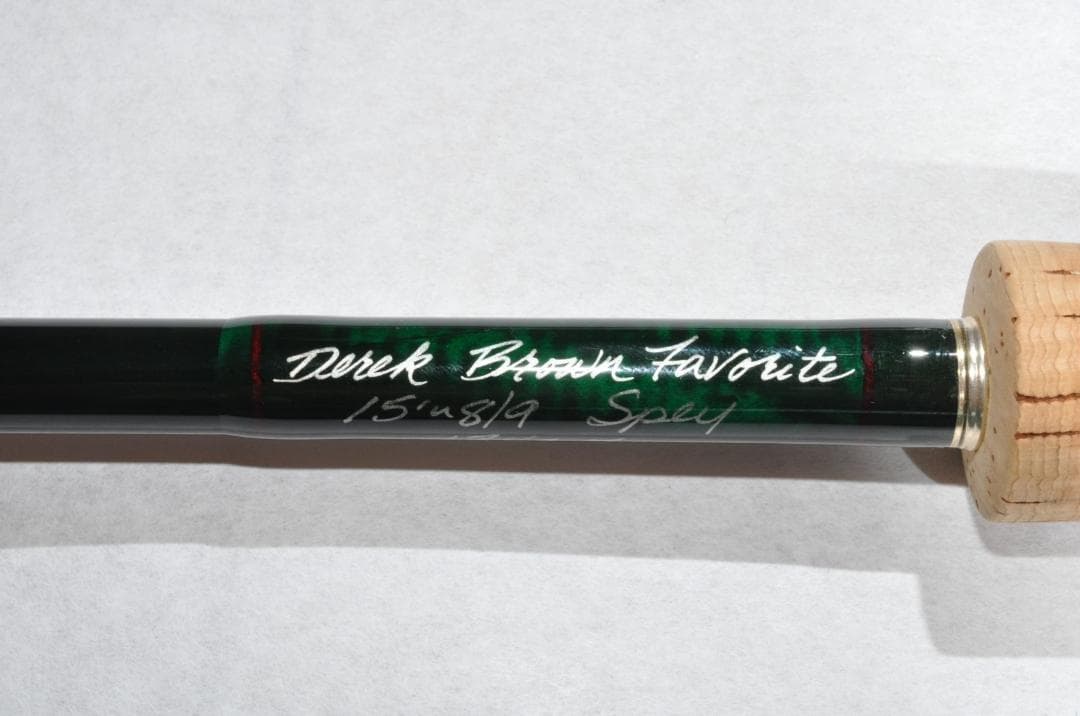 Derek Brown Favorite
15' 8/9 Spey